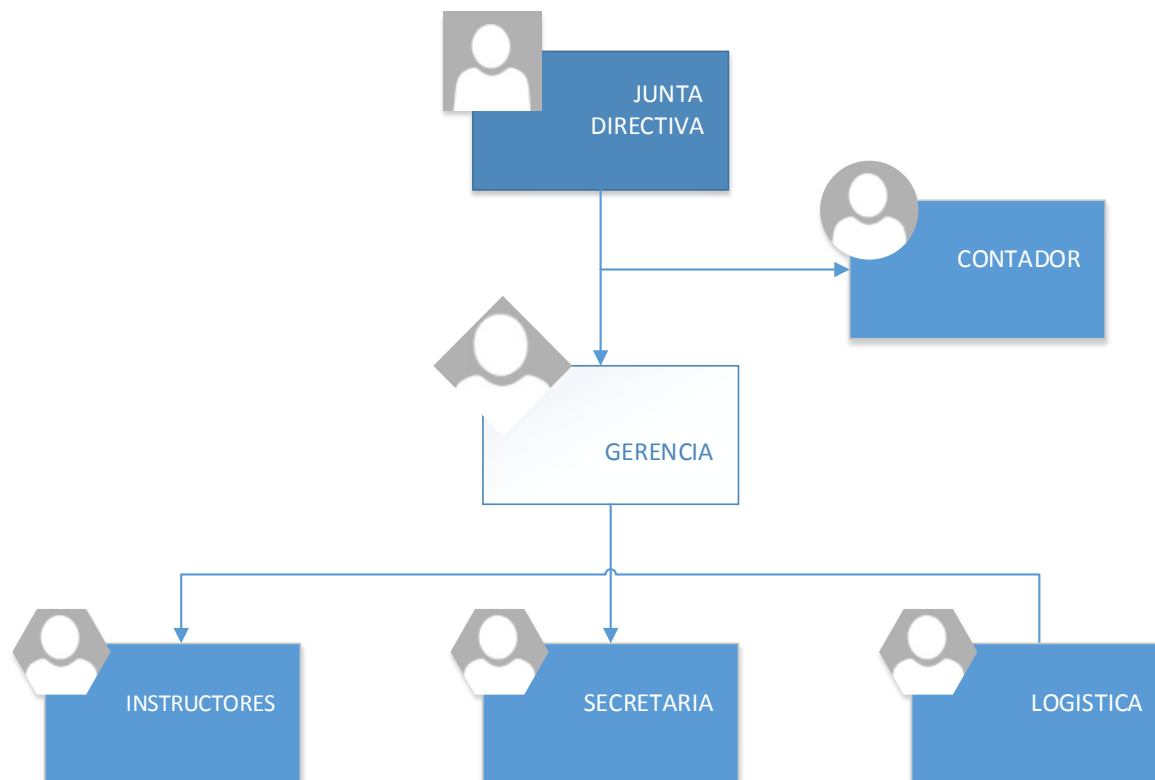 JUNTA
DIRECTIVA
CONTADOR
GERENCIA
INSTRUCTORES
SECRETARIA
LOGISTICA